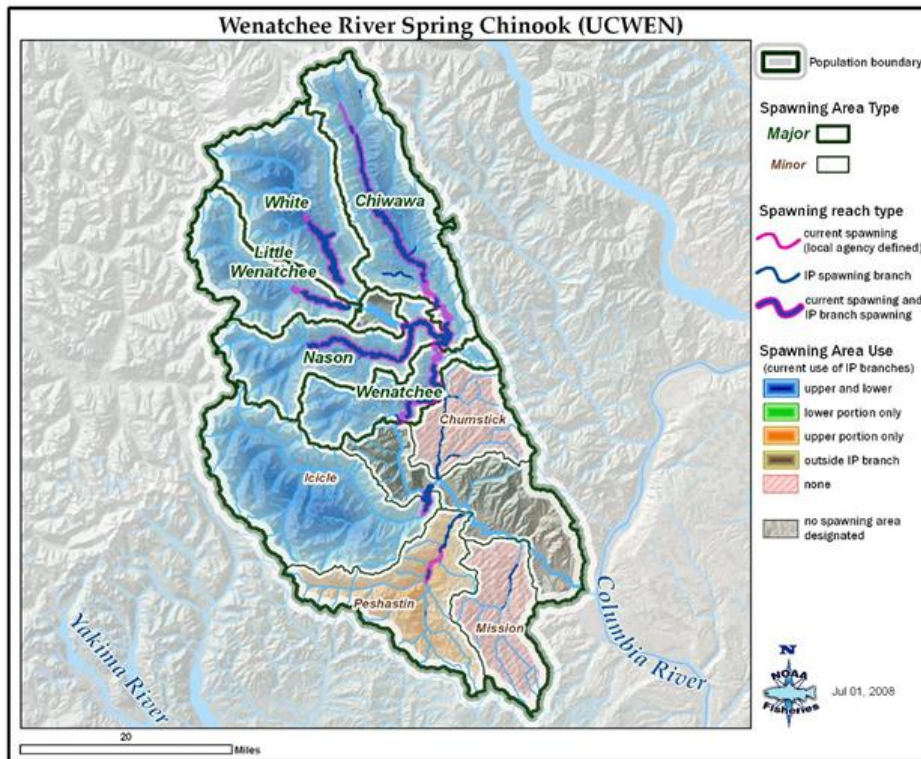 Wenatchee River Spring Chinook (UCWEN)
White
Chiwawa
Little
Wenatchee
Nason
Wenatchee
Chumstick
Icicle
Peshastin
Mission
Yakima River
Columbia River
20
Miles
Population boundary
Spawning Area Type
Major
Minor
Spawning reach type
current spawning
(local agency defined)
IP spawning branch
current spawning and
IP branch spawning
Spawning Area Use
(current use of IP branches)
upper and lower
lower portion only
upper portion only
outside IP branch
none
no spawning area
designated
N
NOAA
Fisheries
Jul 01, 2008